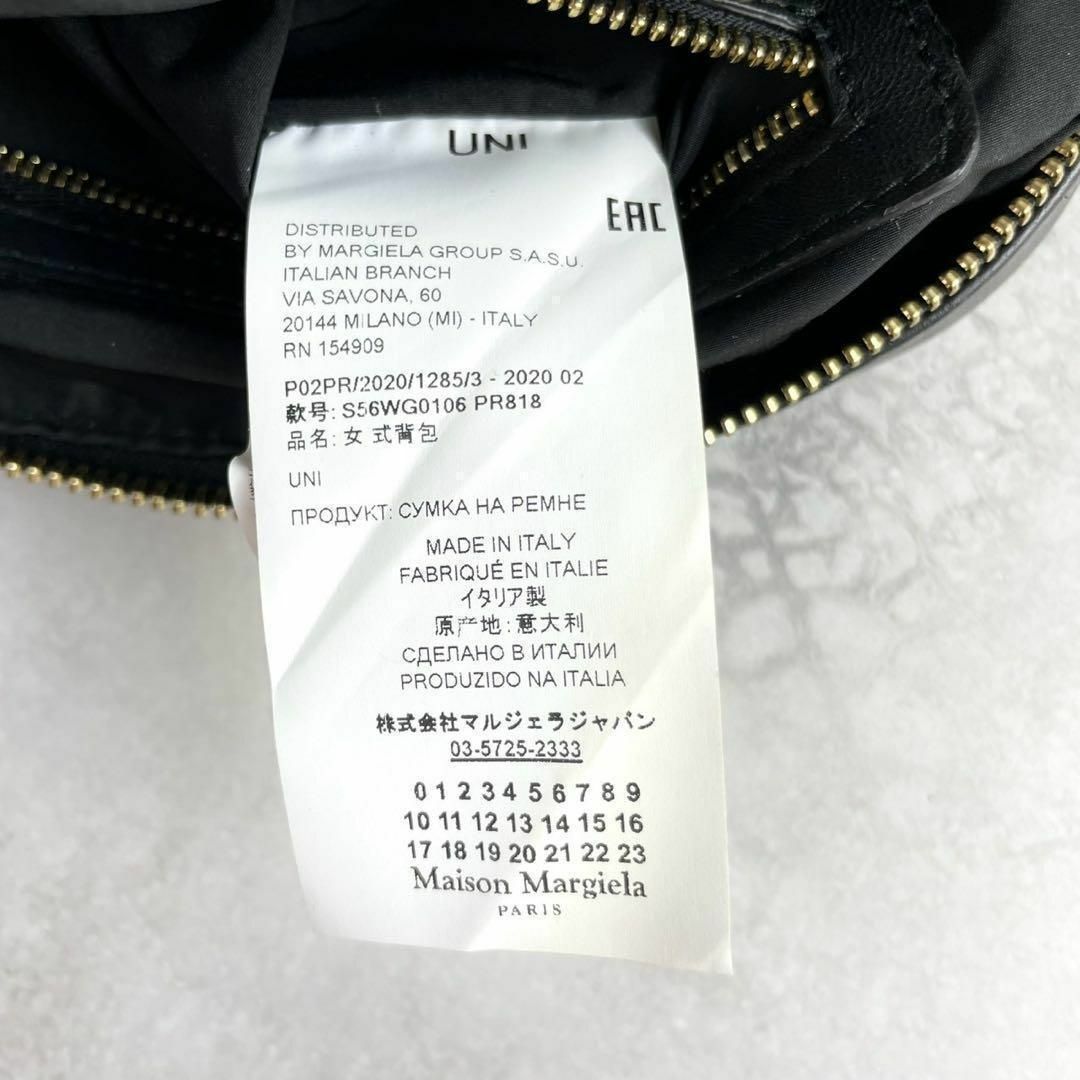 UNI
EAC
DISTRIBUTED
BY MARGIELA GROUP S.A.S.U.
ITALIAN BRANCH
VIA SAVONA, 60
20144 MILANO (MI) - ITALY
RN 154909
P02PR/2020/1285/3 - 2020 02
款号: S56WG0106 PR818
品名: 女 式背包
UNI
ПРОДУКТ: СУМКА НА РЕМНЕ
MADE IN ITALY
FABRIQUÉ EN ITALIE
イタリア製
原产地: 意大利
СДЕЛАНО В ИТАЛИИ
PRODUZIDO NA ITALIA
株式会社マルジェラジャパン
03-5725-2333
0 1 2 3 4 5 6 7 8 9
10 11 12 13 14 15 16
17 18 19 20 21 22 23
Maison Margiela
PARIS